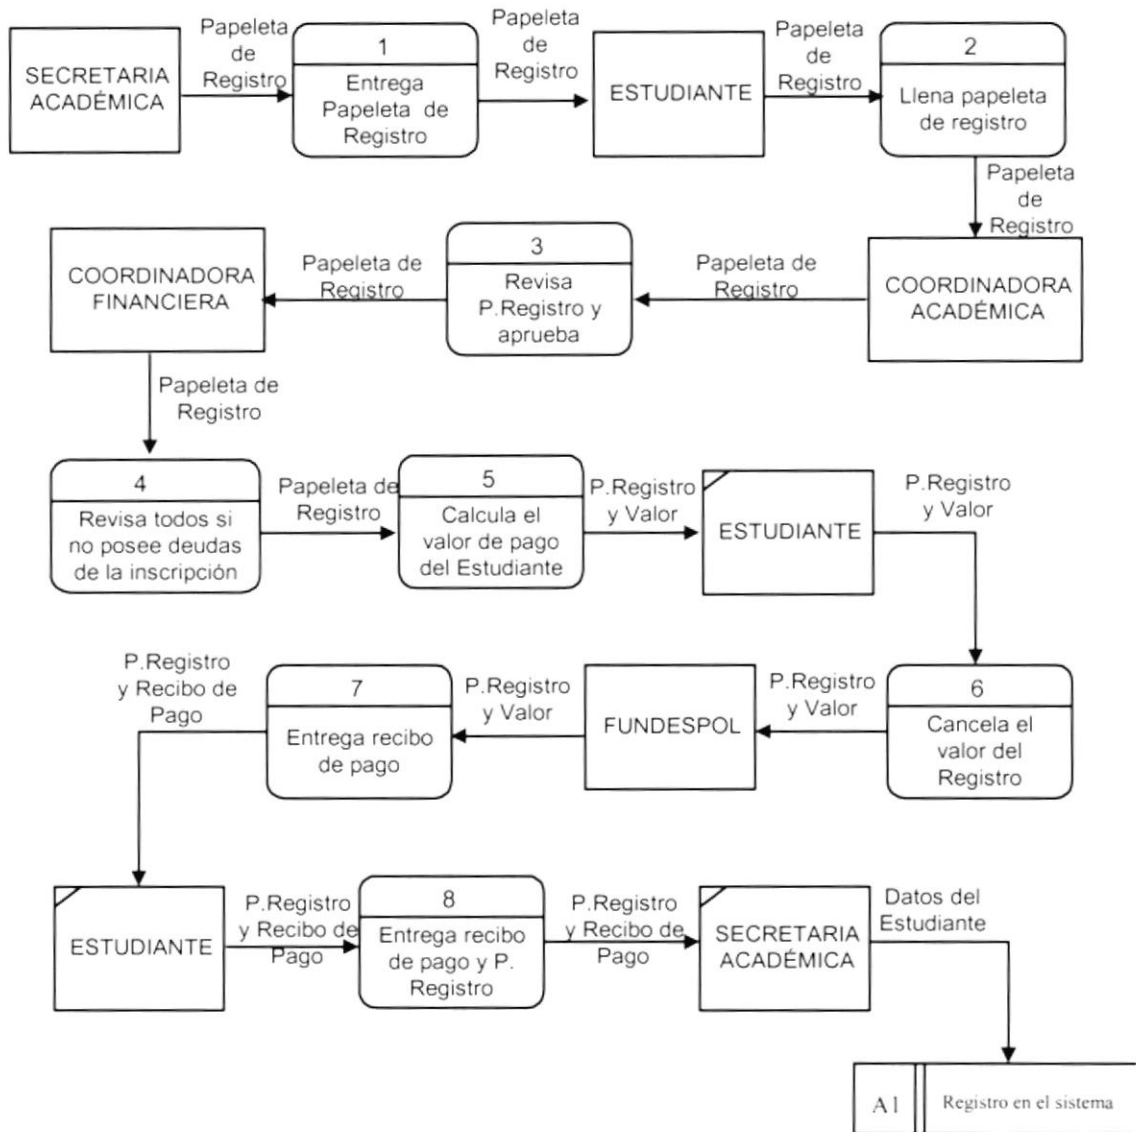 Papeleta
de
Registro
1
Papeleta
de
Registro
Papeleta
de
Registro
2
SECRETARIA
ACADÉMICA
Entrega
Papeleta de
Registro
ESTUDIANTE
Llena papeleta
de registro
Papeleta
de
Registro
COORDINADORA
FINANCIERA
Papeleta de
Registro
3
Revisa
P.Registro y
aprueba
Papeleta de
Registro
COORDINADORA
ACADÉMICA
Papeleta de
Registro
4
Revisa todos si
no posee deudas
de la inscripción
Papeleta de
Registro
5
Calcula el
valor de pago
del Estudiante
P.Registro
y Valor
ESTUDIANTE
P.Registro
y Valor
P.Registro
y Recibo de
Pago
7
Entrega recibo
de pago
P.Registro
y Valor
FUNDESPOL
P.Registro
y Valor
6
Cancela el
valor del
Registro
ESTUDIANTE
P.Registro
y Recibo de
Pago
8
Entrega recibo
de pago y P.
Registro
P.Registro
y Recibo de
Pago
SECRETARIA
ACADÉMICA
Datos del
Estudiante
A1
Registro en el sistema